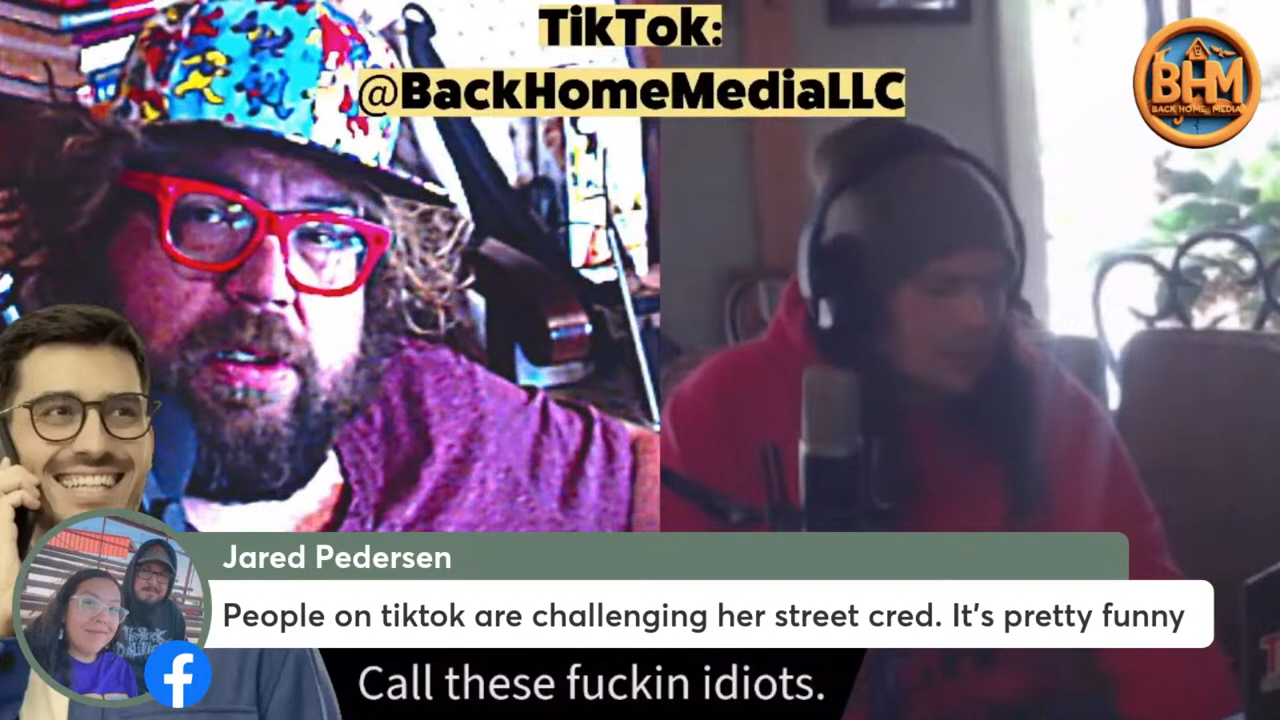 TikTok:
@BackHomeMediaLLC
BHM
BACK HOME MEDIA
Jared Pedersen
People on tiktok are challenging her street cred. It's pretty funny
Call these fuckin idiots.